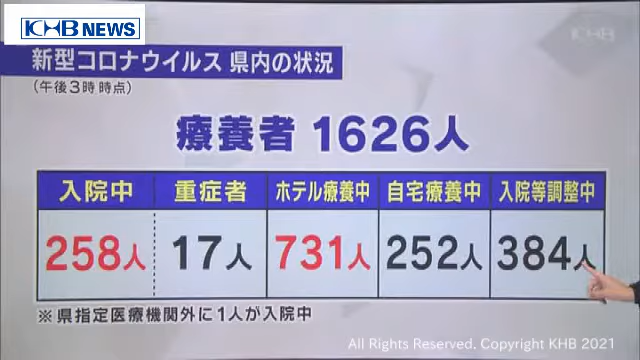 KHB NEWS
KHB
新型コロナウイルス 県内の状況
(午後3時 時点)
療養者 1626人
入院中 重症者 ホテル療養中 自宅療養中 入院等調整中
258人 17人 731人 252人 384人
※県指定医療機関外に1人が入院中
All Rights Reserved. Copyright KHB 2021